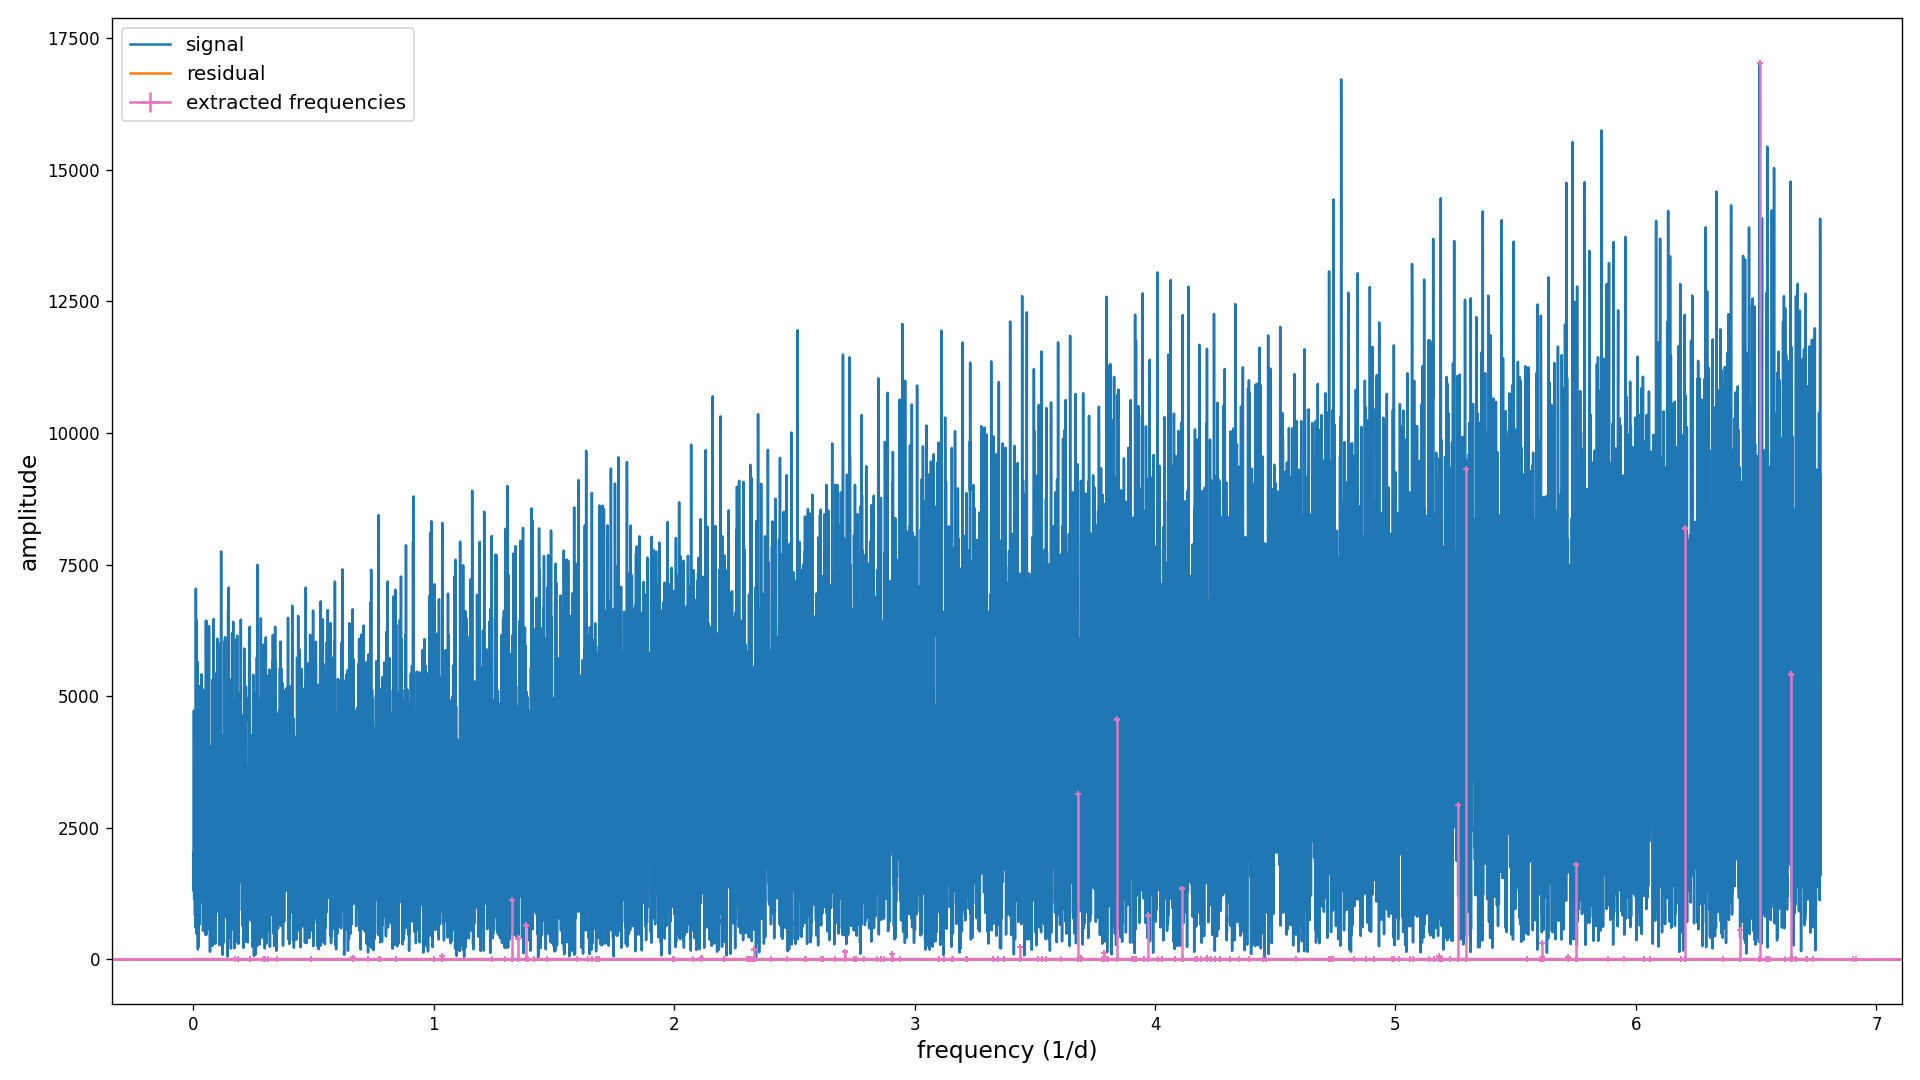 signal
residual
extracted frequencies
17500
15000
12500
10000
7500
5000
2500
0
amplitude
0 1 2 3 4 5 6 7
frequency (1/d)